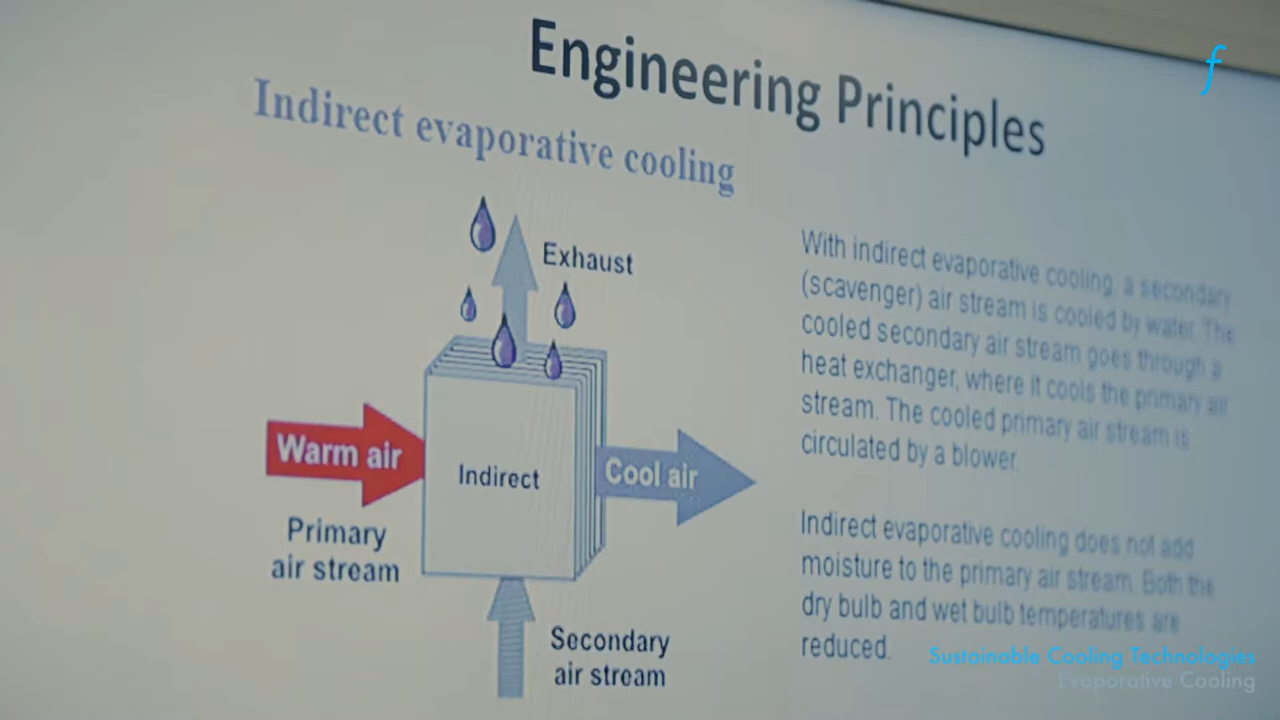 Engineering Principles
f
Indirect evaporative cooling
Exhaust
Warm air
Indirect
Cool air
Primary
air stream
Secondary
air stream
With indirect evaporative cooling, a secondary
(scavenger) air stream is cooled by water. The
cooled secondary air stream goes through a
heat exchanger, where it cools the primary air
stream. The cooled primary air stream is
circulated by a blower.
Indirect evaporative cooling does not add
moisture to the primary air stream. Both the
dry bulb and wet bulb temperatures are
reduced.
Sustainable Cooling Technologies
Evaporative Cooling